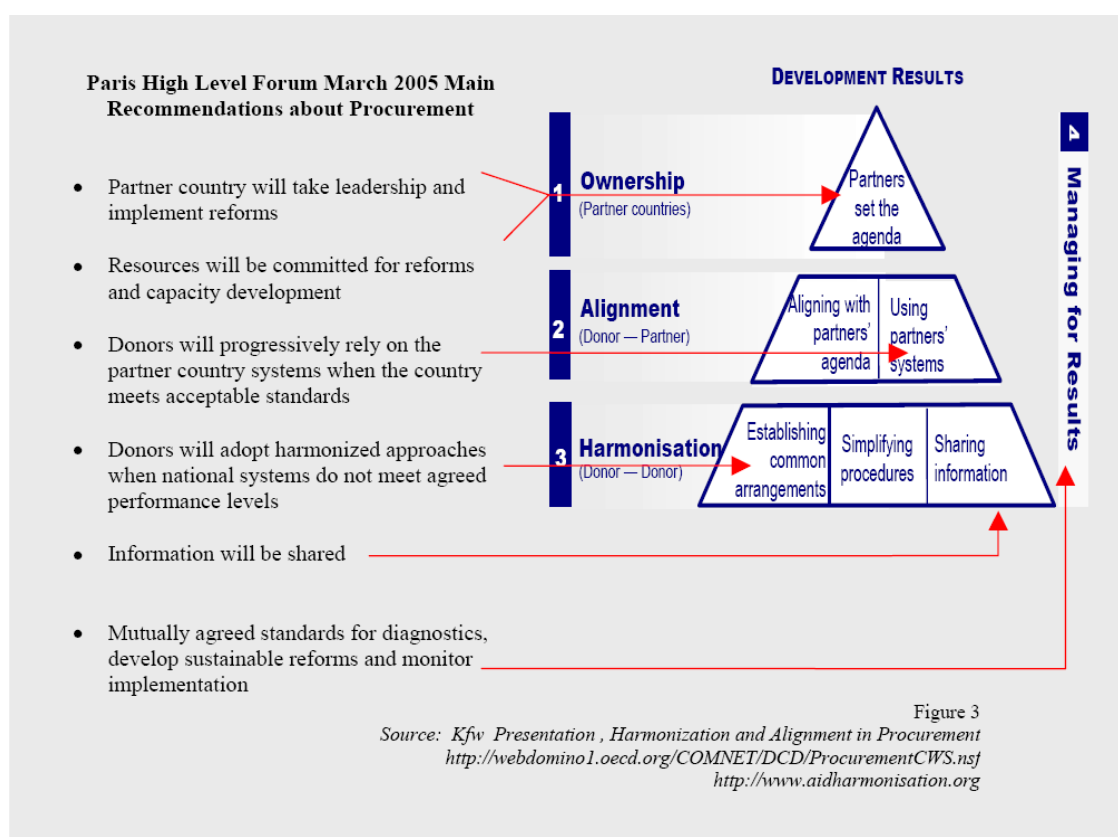 Paris High Level Forum March 2005 Main
Recommendations about Procurement
• Partner country will take leadership and
implement reforms
• Resources will be committed for reforms
and capacity development
• Donors will progressively rely on the
partner country systems when the country
meets acceptable standards
• Donors will adopt harmonized approaches
when national systems do not meet agreed
performance levels
• Information will be shared
• Mutually agreed standards for diagnostics,
develop sustainable reforms and monitor
implementation
DEVELOPMENT RESULTS
1
Ownership
(Partner countries)
Partners
set the
agenda
2
Alignment
(Donor — Partner)
Aligning with
partners'
agenda
Using
partners'
systems
3
Harmonisation
(Donor — Donor)
Establishing
common
arrangements
Simplifying
procedures
Sharing
information
4 Managing for Results
Figure 3
Source: Kfw Presentation , Harmonization and Alignment in Procurement
http://webdomino1.oecd.org/COMNET/DCD/ProcurementCWS.nsf
http://www.aidharmonisation.org